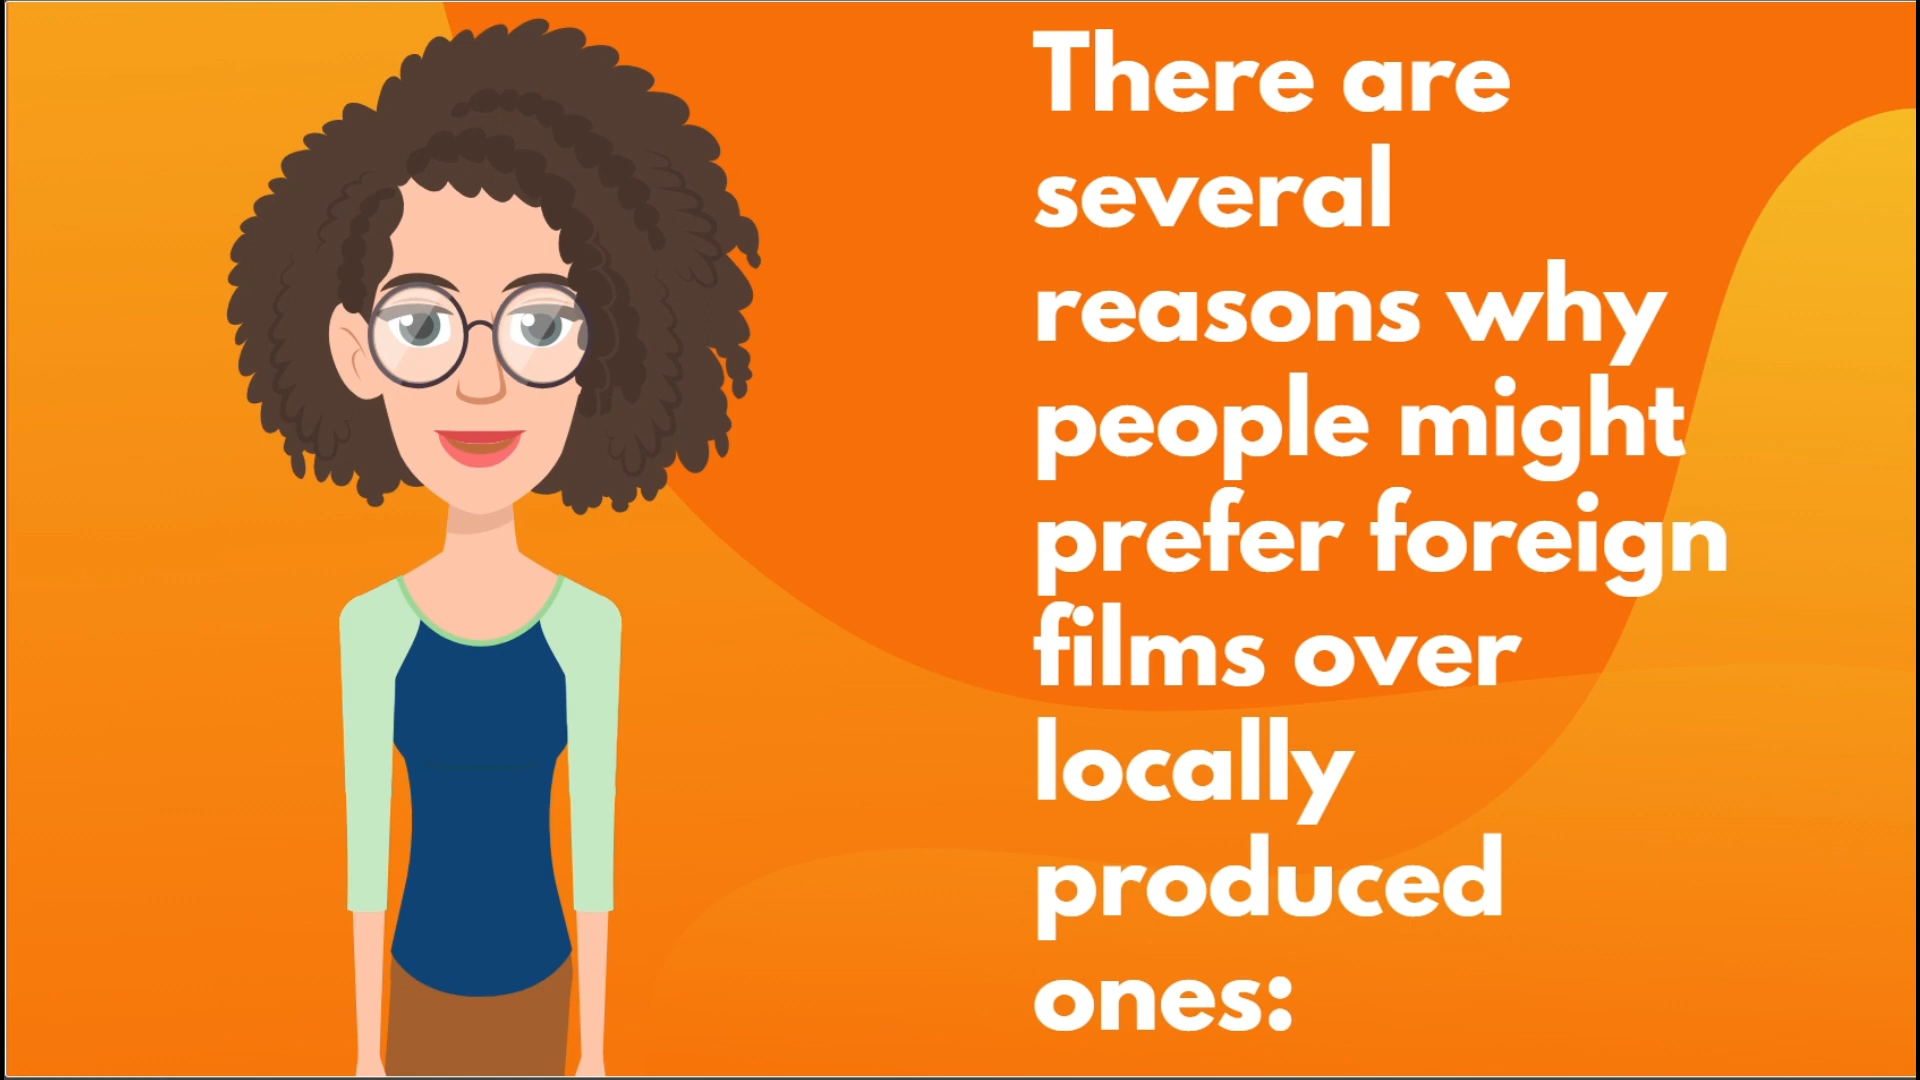 There are
several
reasons why
people might
prefer foreign
films over
locally
produced
ones: